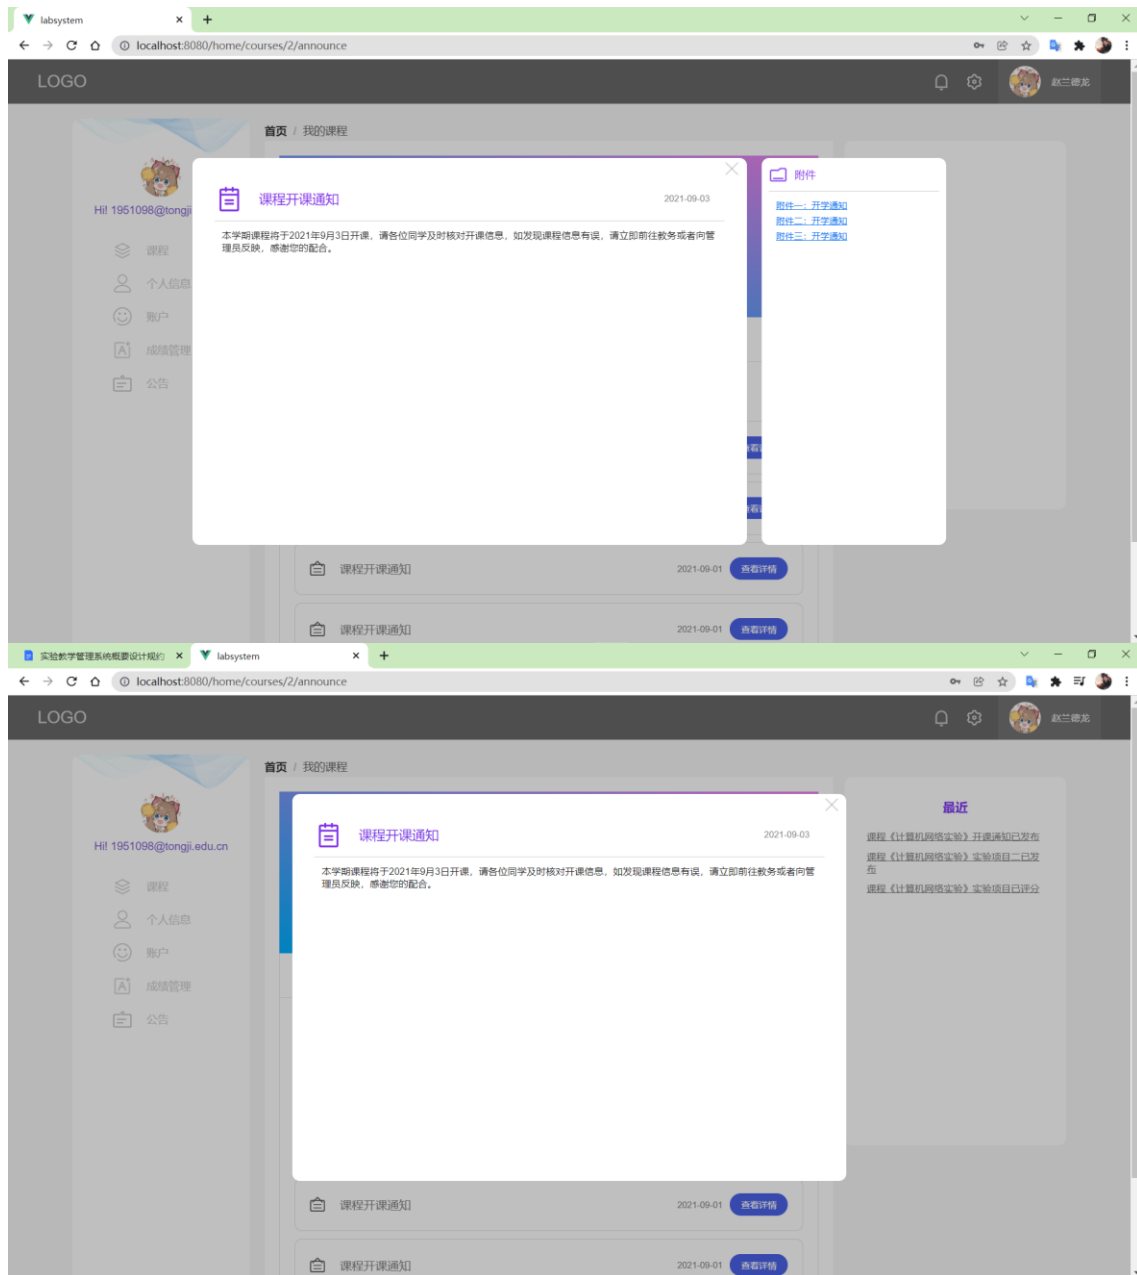 labsystem
localhost:8080/home/courses/2/announce
LOGO
赵兰德龙
首页 / 我的课程
Hi! 1951098@tongji
课程
个人信息
账户
成绩管理
公告
课程开课通知
2021-09-03
本学期课程将于2021年9月3日开课，请各位同学及时核对开课信息，如发现课程信息有误，请立即前往教务或者向管
理员反映，感谢您的配合。
附件
附件一：开学通知
附件二：开学通知
附件三：开学通知
课程开课通知 2021-09-01 查看详情
课程开课通知 2021-09-01 查看详情
实验教学管理系统概要设计规约
labsystem
localhost:8080/home/courses/2/announce
LOGO
赵兰德龙
首页 / 我的课程
Hi! 1951098@tongji.edu.cn
课程
个人信息
账户
成绩管理
公告
课程开课通知
2021-09-03
本学期课程将于2021年9月3日开课，请各位同学及时核对开课信息，如发现课程信息有误，请立即前往教务或者向管
理员反映，感谢您的配合。
最近
课程《计算机网络实验》开课通知已发布
课程《计算机网络实验》实验项目二已发
布
课程《计算机网络实验》实验项目已评分
课程开课通知 2021-09-01 查看详情
课程开课通知 2021-09-01 查看详情